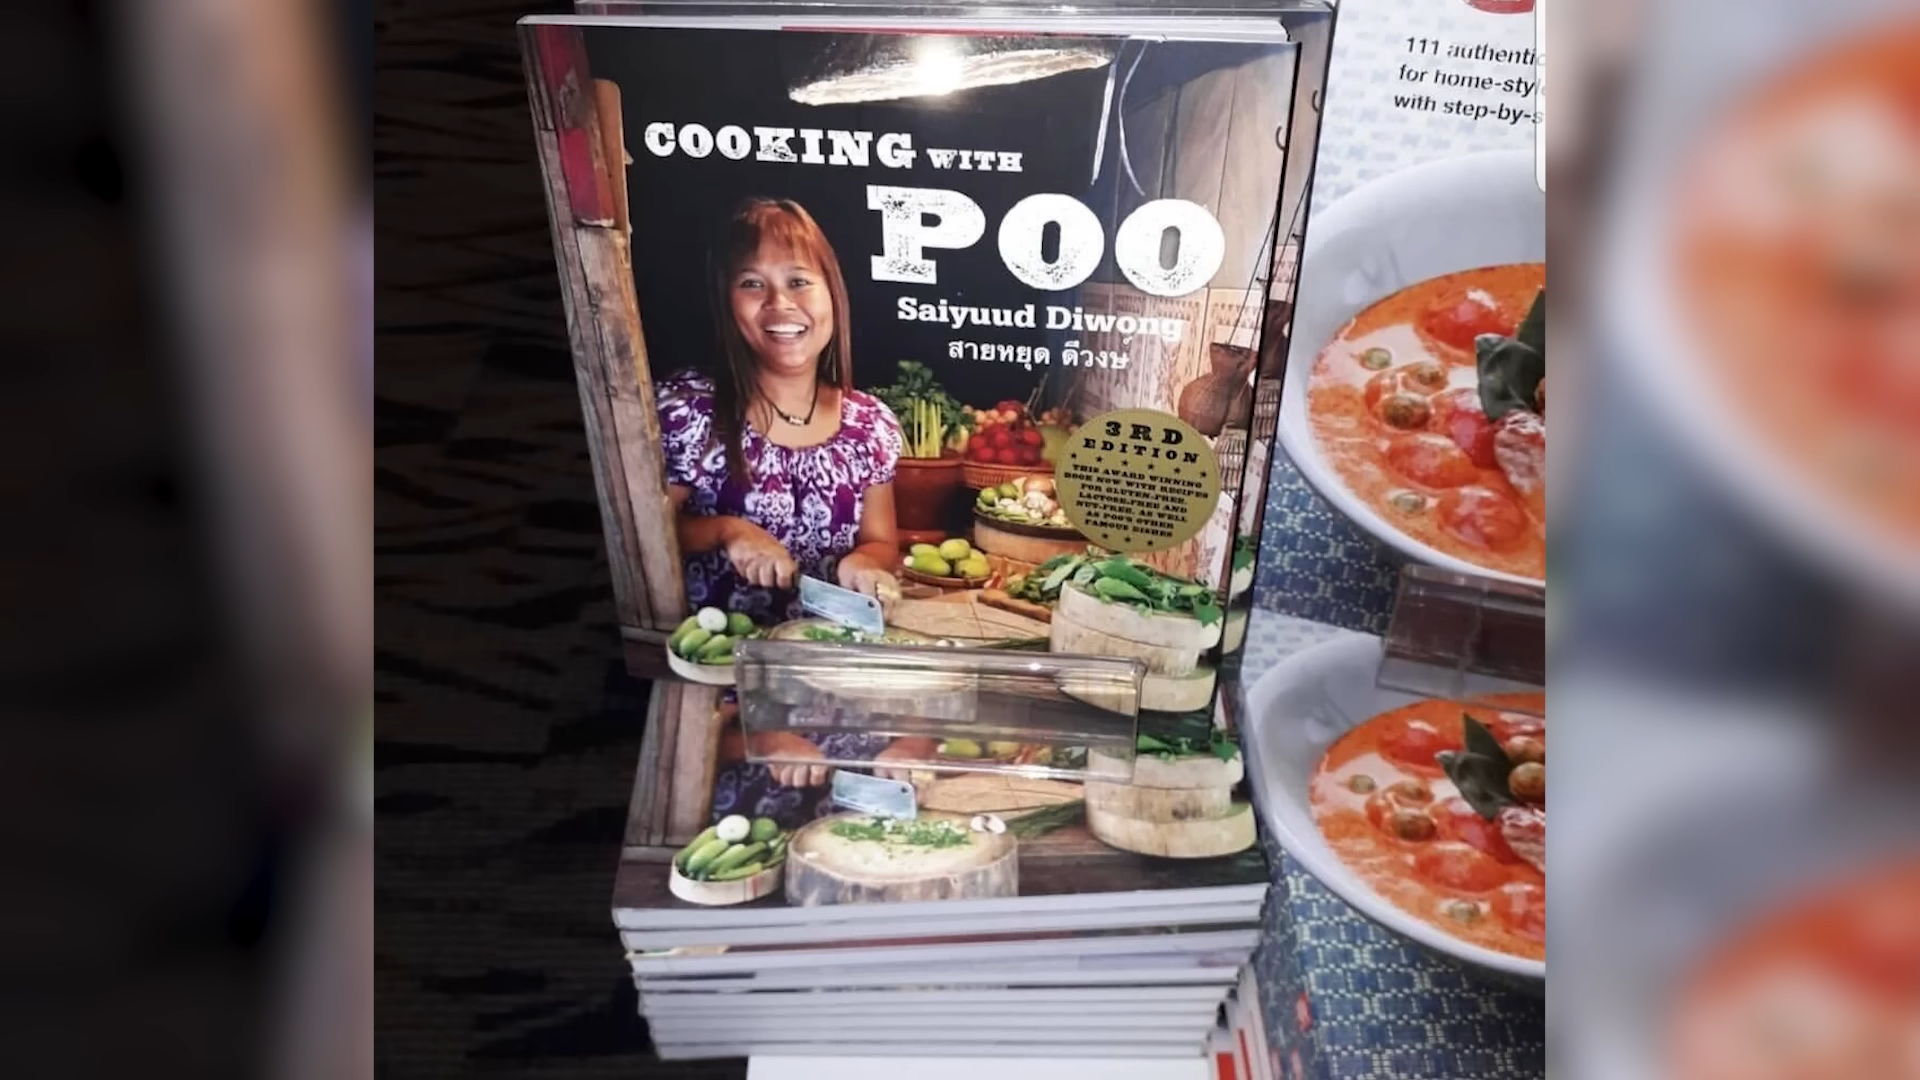 COOKING WITH
POO
Saiyuud Diwong
สายหยุด ดีวงษ์
3RD
EDITION
THIS AWARD WINNING
BOOK NOW WITH RECIPES
FOR GLUTEN-FREE,
LACTOSE-FREE AND
NUT-FREE, AS WELL
AS POO'S OTHER
FAMOUS DISHES
111 authentic
for home-sty
with step-by-s